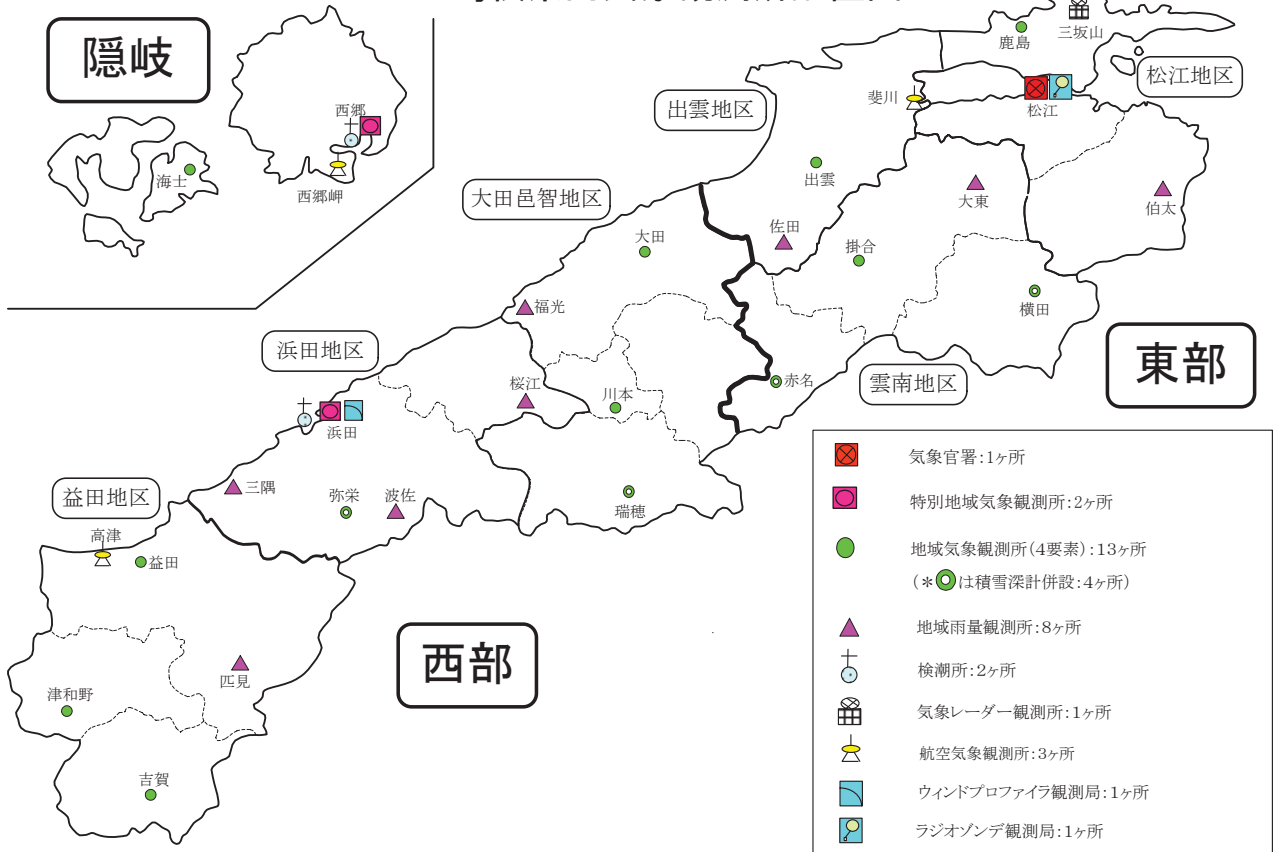 隠岐
西郷
海士
西郷岬
鹿島
三坂山
松江地区
出雲地区
斐川
松江
出雲
大田邑智地区
大東
伯太
佐田
大田
掛合
横田
福光
東部
浜田地区
桜江
川本
赤名
雲南地区
浜田
三隅
弥栄
波佐
瑞穂
益田地区
高津
益田
西部
匹見
津和野
吉賀
気象官署:1ヶ所
特別地域気象観測所:2ヶ所
地域気象観測所(4要素):13ヶ所
(*◎は積雪深計併設:4ヶ所)
地域雨量観測所:8ヶ所
検潮所:2ヶ所
気象レーダー観測所:1ヶ所
航空気象観測所:3ヶ所
ウィンドプロファイラ観測局:1ヶ所
ラジオゾンデ観測局:1ヶ所